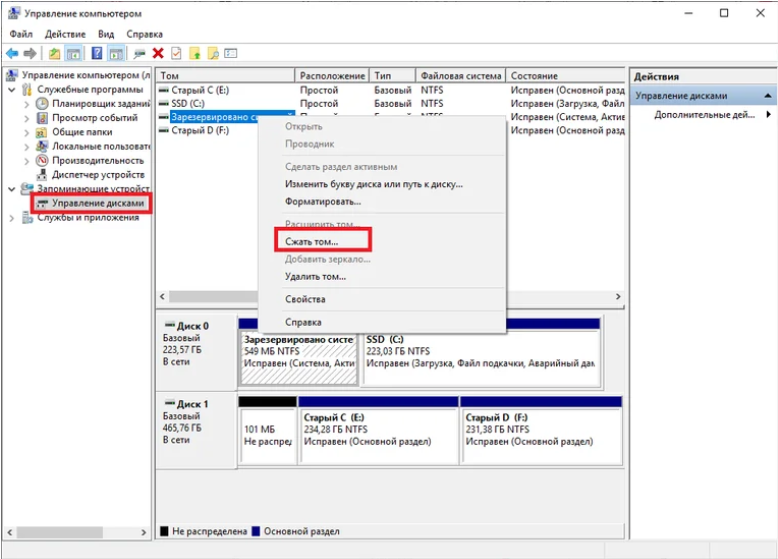 Управление компьютером
Файл Действие Вид Справка
Управление компьютером (л
Служебные программы
Планировщик заданий
Просмотр событий
Общие папки
Локальные пользовате
Производительность
Диспетчер устройств
Запоминающие устройст
Управление дисками
Службы и приложения
Том Расположение Тип Файловая система Состояние
Старый C (E:) Простой Базовый NTFS Исправен (Основной разд
SSD (C:) Простой Базовый NTFS Исправен (Загрузка, Файл
Зарезервировано Исправен (Система, Актив
Старый D (F:) Исправен (Основной разд
Открыть
Проводник
Сделать раздел активным
Изменить букву диска или путь к диску...
Форматировать...
Расширить том...
Сжать том...
Добавить зеркало...
Удалить том...
Свойства
Справка
Действия
Управление дисками
Дополнительные дей...
Диск 0
Базовый
223,57 ГБ
В сети
Зарезервировано систе
549 МБ NTFS
Исправен (Система, Акти
SSD (C:)
223,03 ГБ NTFS
Исправен (Загрузка, Файл подкачки, Аварийный дам
Диск 1
Базовый
465,76 ГБ
В сети
101 МБ
Не распред
Старый C (E:)
234,28 ГБ NTFS
Исправен (Основной раздел)
Старый D (F:)
231,38 ГБ NTFS
Исправен (Основной раздел)
Не распределена Основной раздел